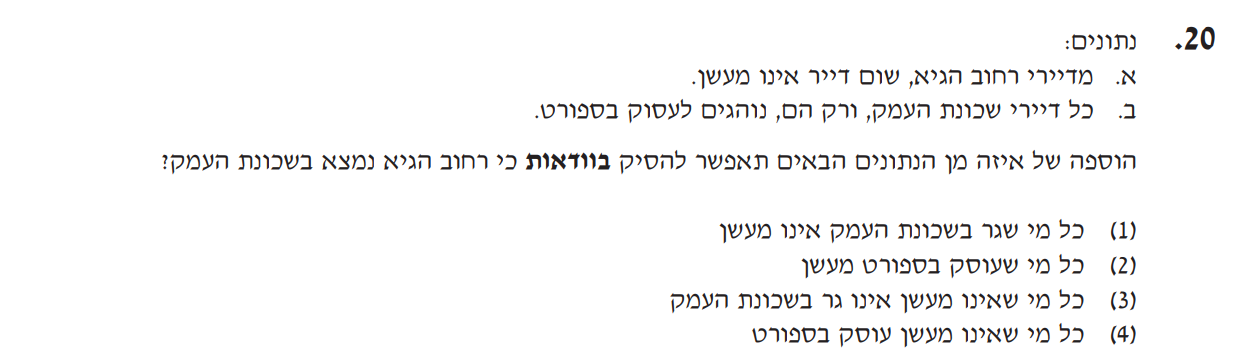 20. נתונים:
א. מדיירי רחוב הגיא, שום דייר אינו מעשן.
ב. כל דיירי שכונת העמק, ורק הם, נוהגים לעסוק בספורט.
הוספה של איזה מן הנתונים הבאים תאפשר להסיק בוודאות כי רחוב הגיא נמצא בשכונת העמק?
(1) כל מי שגר בשכונת העמק אינו מעשן
(2) כל מי שעוסק בספורט מעשן
(3) כל מי שאינו מעשן אינו גר בשכונת העמק
(4) כל מי שאינו מעשן עוסק בספורט